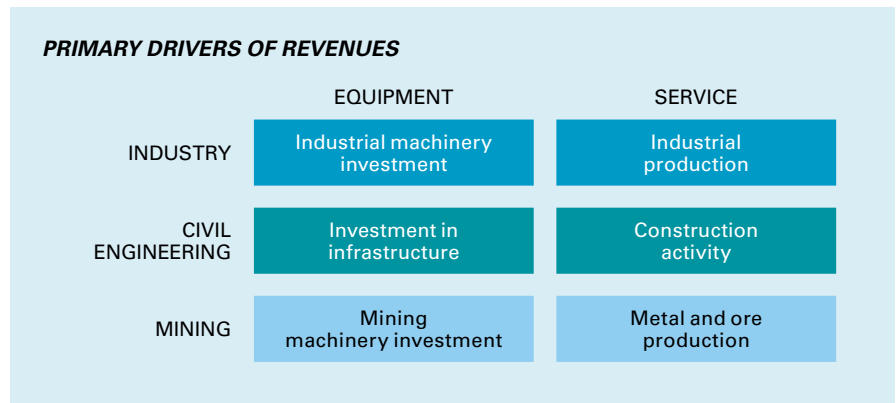 PRIMARY DRIVERS OF REVENUES
EQUIPMENT
SERVICE
INDUSTRY
Industrial machinery
investment
Industrial
production
CIVIL
ENGINEERING
Investment in
infrastructure
Construction
activity
MINING
Mining
machinery investment
Metal and ore
production